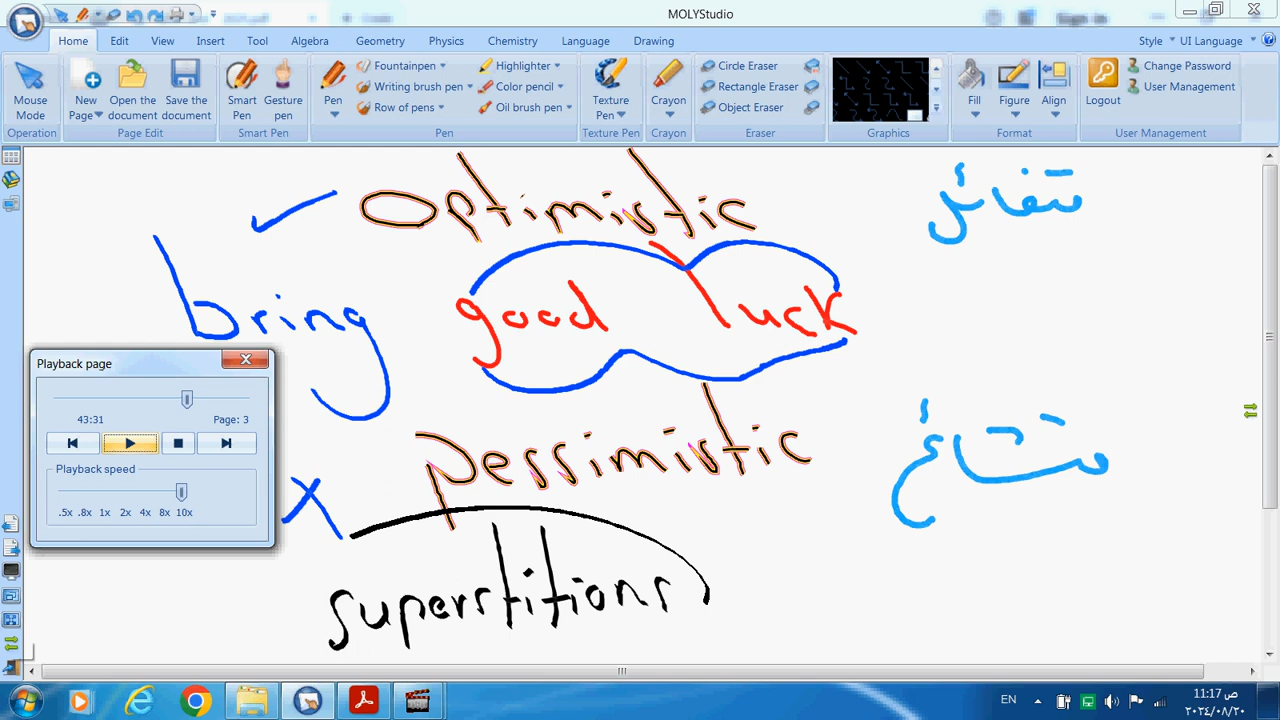 MOLYStudio
Sign in
Home Edit View Insert Tool Algebra Geometry Physics Chemistry Language Drawing Style UI Language
Mouse Mode
New Page
Open the document
Save the document
Smart Pen
Gesture pen
Pen
Fountainpen
Writing brush pen
Row of pens
Highlighter
Color pencil
Oil brush pen
Texture Pen
Crayon
Circle Eraser
Rectangle Eraser
Object Eraser
Fill
Figure
Align
Logout
Change Password
User Management
Operation Page Edit Smart Pen Pen Texture Pen Crayon Eraser Graphics Format User Management
optimistic
متفائل
bring good luck
pessimistic
superstitions
Playback page
43:31 Page: 3
Playback speed
.5x .8x 1x 2x 4x 8x 10x
EN
11:17 ص
٢٠٢٤/٠٨/٢٠